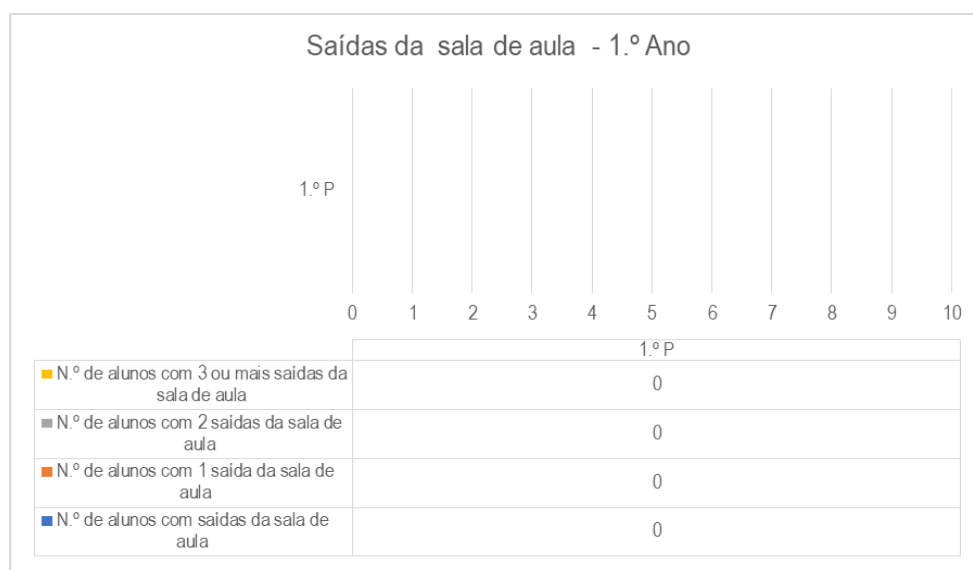 Saídas da sala de aula - 1.º Ano
1.º P
0 1 2 3 4 5 6 7 8 9 10
1.º P
N.º de alunos com 3 ou mais saídas da
sala de aula
0
N.º de alunos com 2 saidas da sala de
aula
0
N.º de alunos com 1 saida da sala de
aula
0
N.º de alunos com saidas da sala de
aula
0